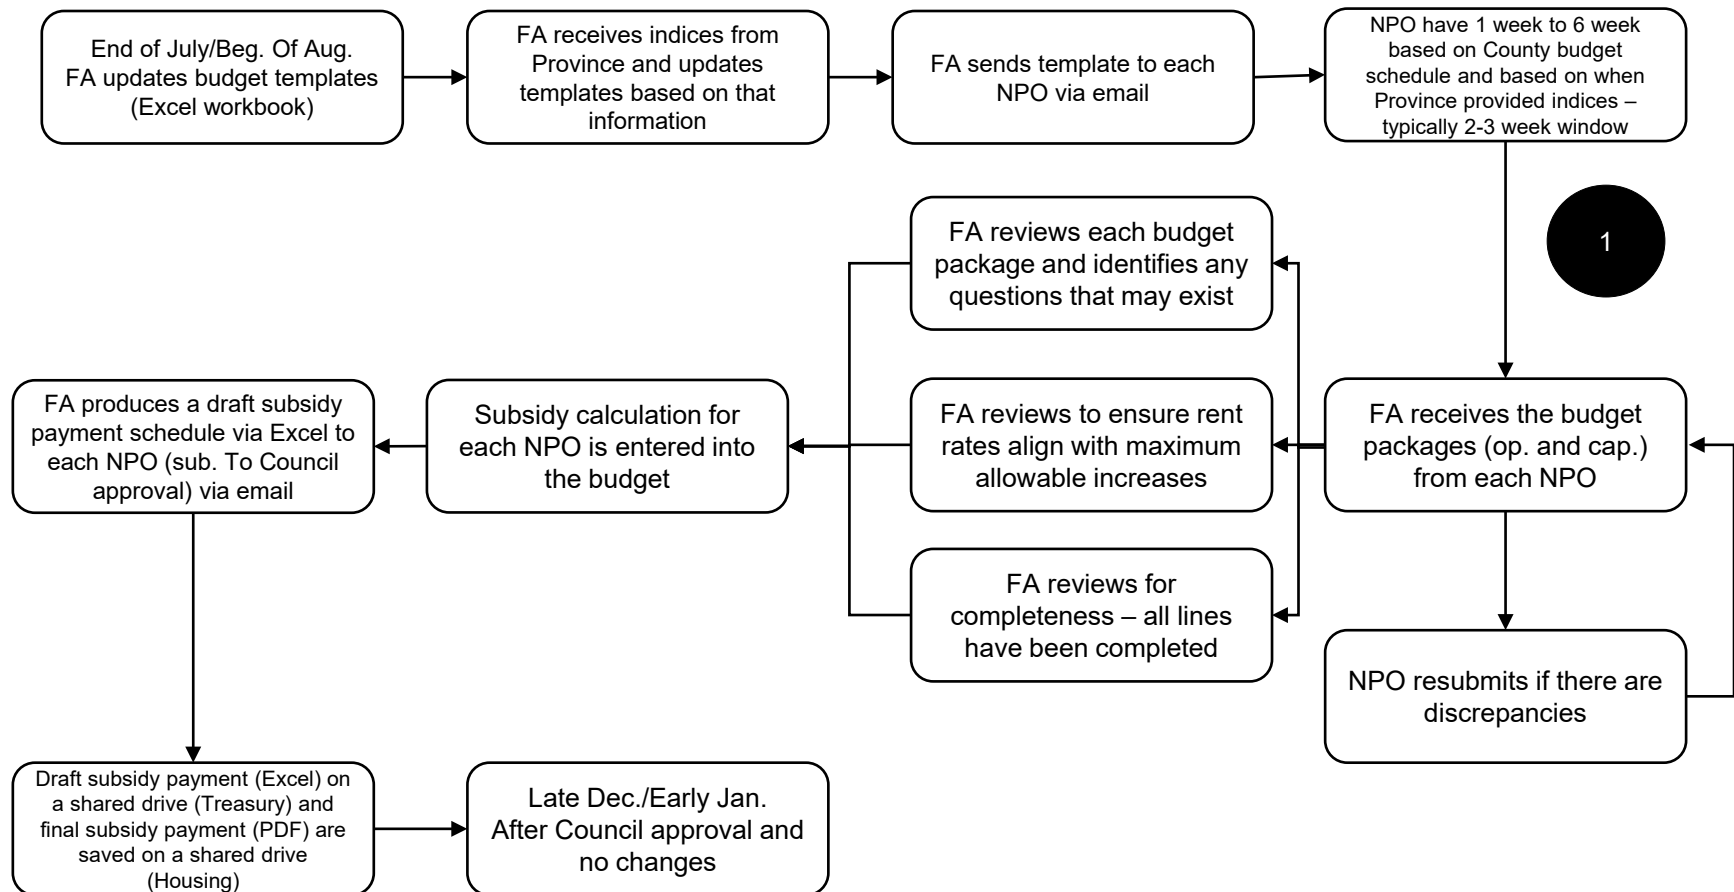 End of July/Beg. Of Aug.
FA updates budget templates
(Excel workbook)
FA receives indices from
Province and updates
templates based on that
information
FA sends template to each
NPO via email
NPO have 1 week to 6 week
based on County budget
schedule and based on when
Province provided indices –
typically 2-3 week window
1
FA reviews each budget
package and identifies any
questions that may exist
FA produces a draft subsidy
payment schedule via Excel to
each NPO (sub. To Council
approval) via email
Subsidy calculation for
each NPO is entered into
the budget
FA reviews to ensure rent
rates align with maximum
allowable increases
FA receives the budget
packages (op. and cap.)
from each NPO
FA reviews for
completeness – all lines
have been completed
NPO resubmits if there are
discrepancies
Draft subsidy payment (Excel) on
a shared drive (Treasury) and
final subsidy payment (PDF) are
saved on a shared drive
(Housing)
Late Dec./Early Jan.
After Council approval and
no changes